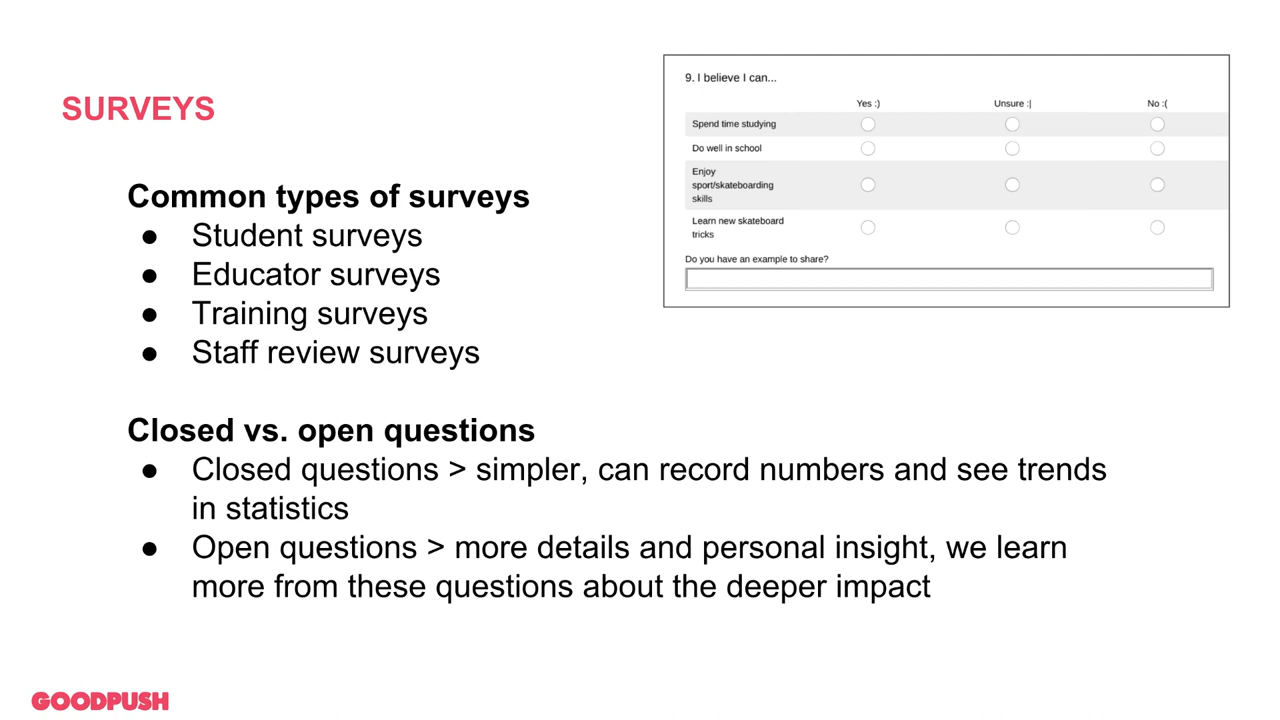 SURVEYS
Common types of surveys
● Student surveys
● Educator surveys
● Training surveys
● Staff review surveys
Closed vs. open questions
● Closed questions > simpler, can record numbers and see trends
in statistics
● Open questions > more details and personal insight, we learn
more from these questions about the deeper impact
9. I believe I can...
Yes :) Unsure :| No :(
Spend time studying
Do well in school
Enjoy
sport/skateboarding
skills
Learn new skateboard
tricks
Do you have an example to share?
GOODPUSH